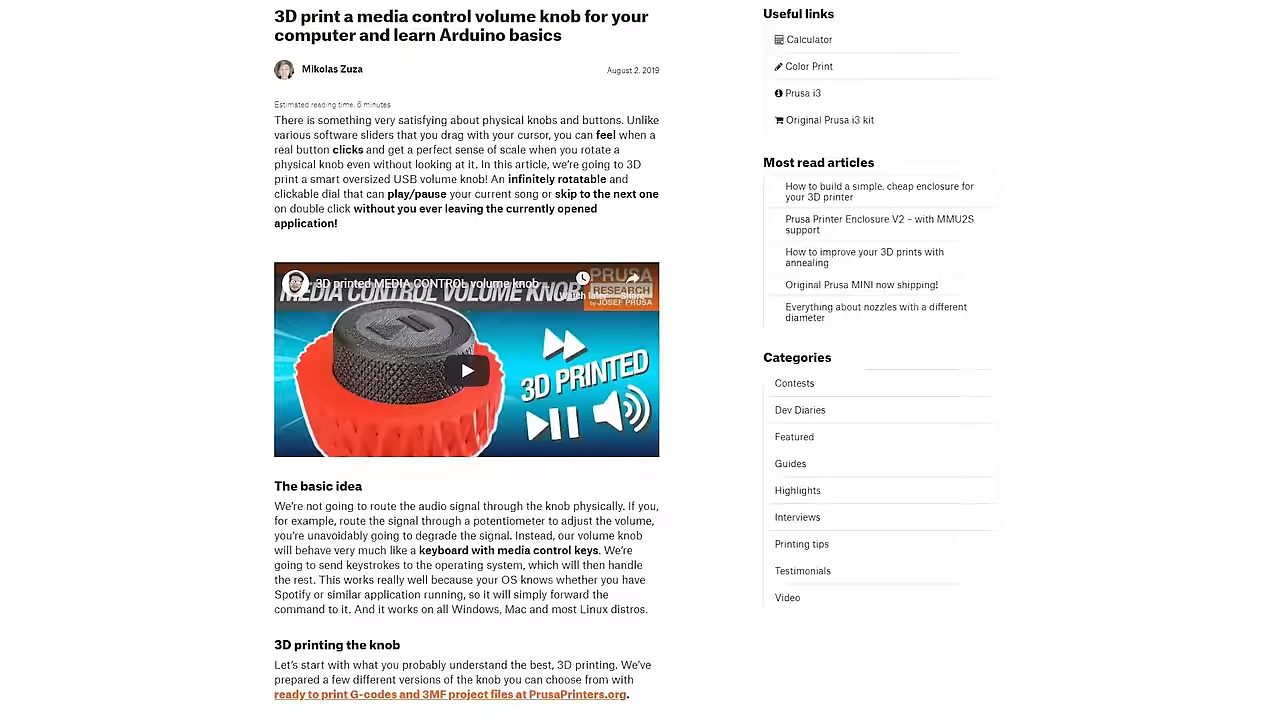 3D print a media control volume knob for your
computer and learn Arduino basics
Mikolas Zuza
August 2, 2019
Estimated reading time: 6 minutes
There is something very satisfying about physical knobs and buttons. Unlike
various software sliders that you drag with your cursor, you can feel when a
real button clicks and get a perfect sense of scale when you rotate a
physical knob even without looking at it. In this article, we're going to 3D
print a smart oversized USB volume knob! An infinitely rotatable and
clickable dial that can play/pause your current song or skip to the next one
on double click without you ever leaving the currently opened
application!
3D printed MEDIA CONTROL volume knob ...
Watch later
Share
MEDIA CONTROL VOLUME KNOB
PRUSA
RESEARCH
by JOSEF PRUSA
3D PRINTED
The basic idea
We're not going to route the audio signal through the knob physically. If you,
for example, route the signal through a potentiometer to adjust the volume,
you're unavoidably going to degrade the signal. Instead, our volume knob
will behave very much like a keyboard with media control keys. We're
going to send keystrokes to the operating system, which will then handle
the rest. This works really well because your OS knows whether you have
Spotify or similar application running, so it will simply forward the
command to it. And it works on all Windows, Mac and most Linux distros.
3D printing the knob
Let's start with what you probably understand the best, 3D printing. We've
prepared a few different versions of the knob you can choose from with
ready to print G-codes and 3MF project files at PrusaPrinters.org.
Useful links
Calculator
Color Print
Prusa i3
Original Prusa i3 kit
Most read articles
How to build a simple, cheap enclosure for
your 3D printer
Prusa Printer Enclosure V2 – with MMU2S
support
How to improve your 3D prints with
annealing
Original Prusa MINI now shipping!
Everything about nozzles with a different
diameter
Categories
Contests
Dev Diaries
Featured
Guides
Highlights
Interviews
Printing tips
Testimonials
Video